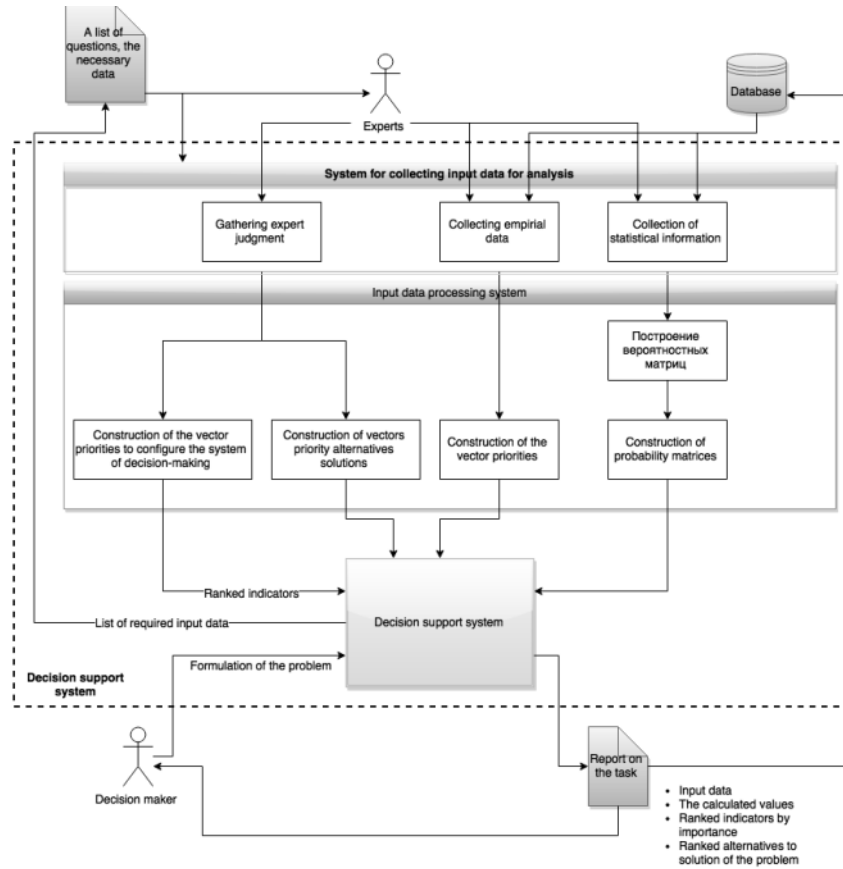 A list of
questions, the
necessary
data
Experts
Database
System for collecting input data for analysis
Gathering expert
judgment
Collecting empirial
data
Collection of
statistical information
Input data processing system
Построение
вероятностных
матриц
Construction of the vector
priorities to configure the system
of decision-making
Construction of vectors
priority alternatives
solutions
Construction of the
vector priorities
Construction of
probability matrices
Ranked indicators
Decision support system
List of required input data
Formulation of the problem
Decision support
system
Decision maker
Report on
the task
• Input data
• The calculated values
• Ranked indicators by
importance
• Ranked alternatives to
solution of the problem